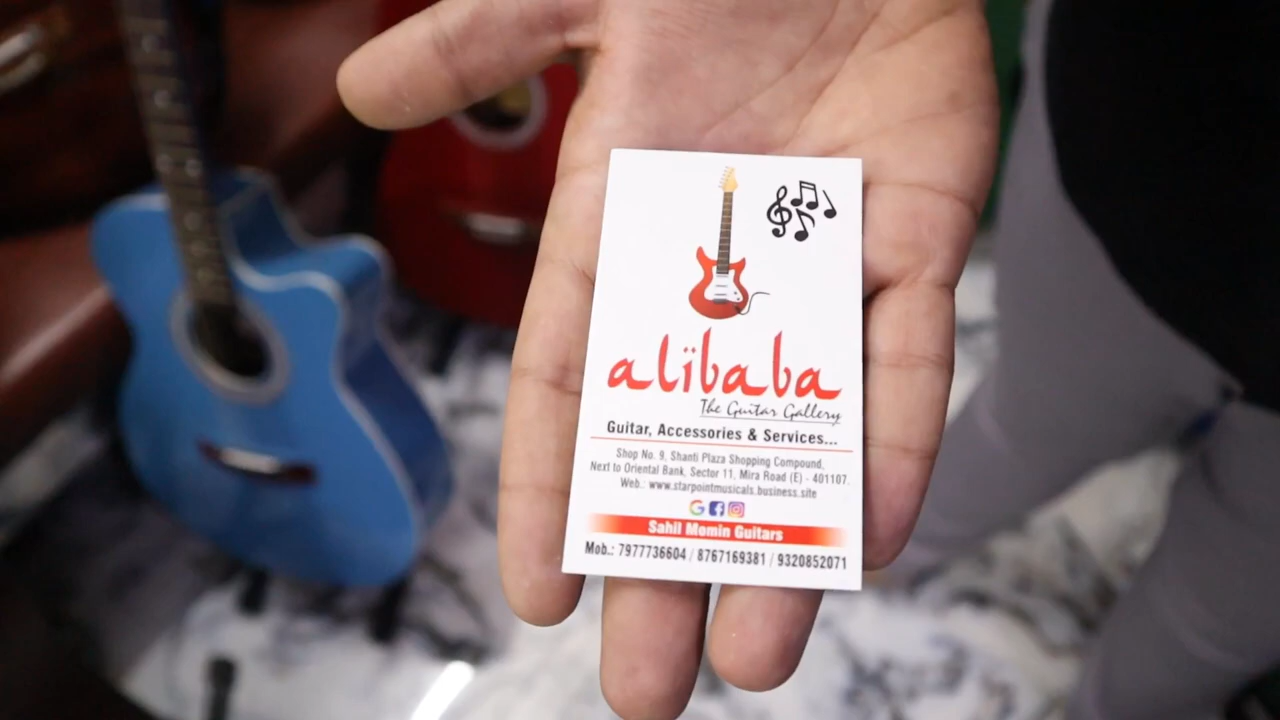 alibaba
The Guitar Gallery
Guitar, Accessories & Services...
Shop No. 9, Shanti Plaza Shopping Compound,
Next to Oriental Bank, Sector 11, Mira Road (E) - 401107.
Web.: www.starpointmusicals.business.site
G f
Sahil Momin Guitars
Mob.: 7977736604 / 8767169381 / 9320852071